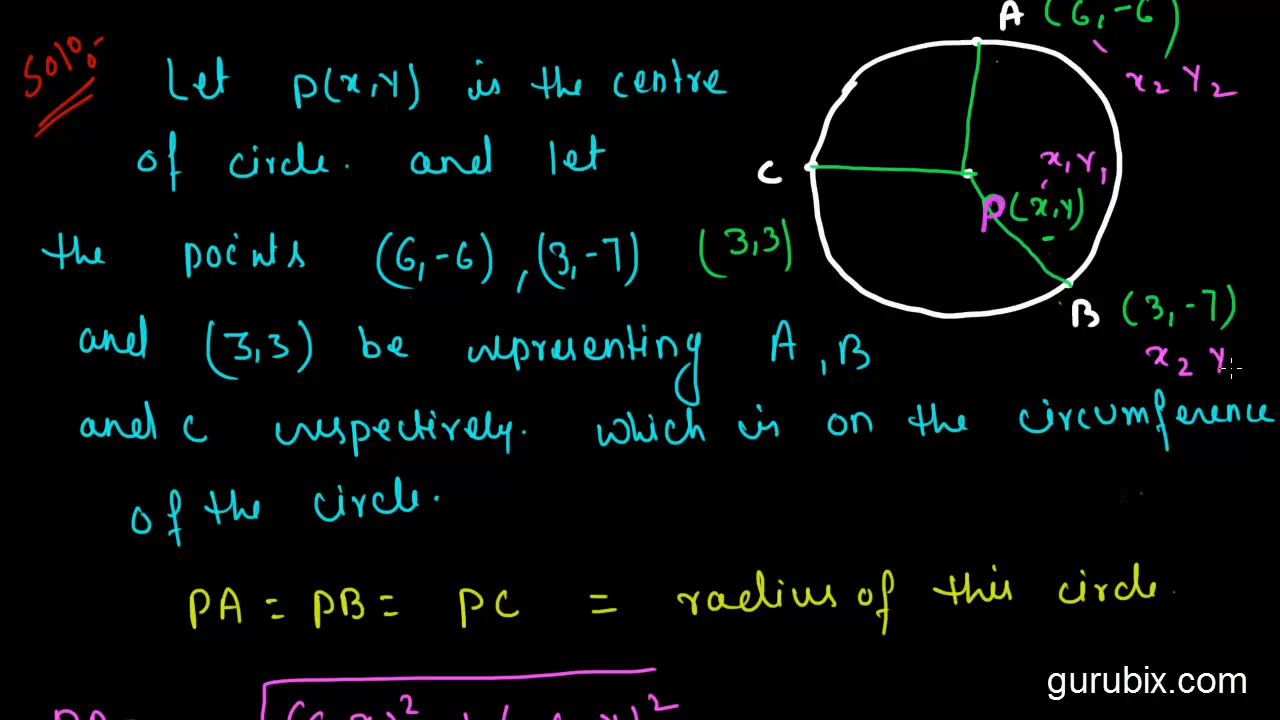 Soln:-
A (6,-6)
x2 Y2
Let P(x,Y) is the centre
of circle. and let
C
x1 Y1
P(x,Y)
the points (6,-6), (3,-7) (3,3)
B (3,-7)
and (3,3) be representing A, B
x2 Y
and C respectively. which is on the circumference
of the circle.
PA = PB = PC = radius of this circle.
gurubix.com